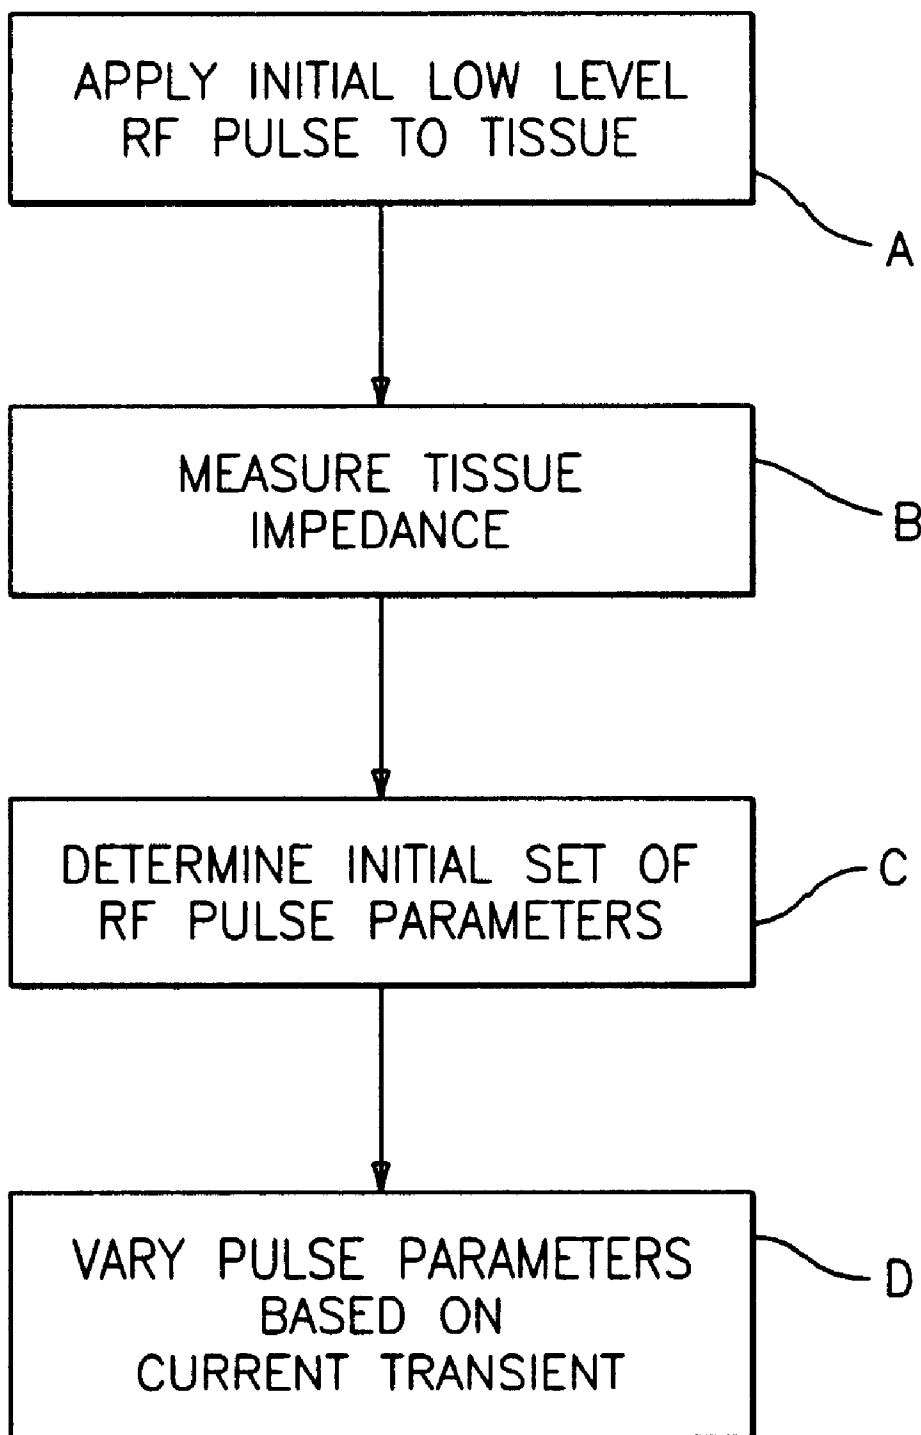 APPLY INITIAL LOW LEVEL
RF PULSE TO TISSUE
A
MEASURE TISSUE
IMPEDANCE
B
DETERMINE INITIAL SET OF
RF PULSE PARAMETERS
C
VARY PULSE PARAMETERS
BASED ON
CURRENT TRANSIENT
D